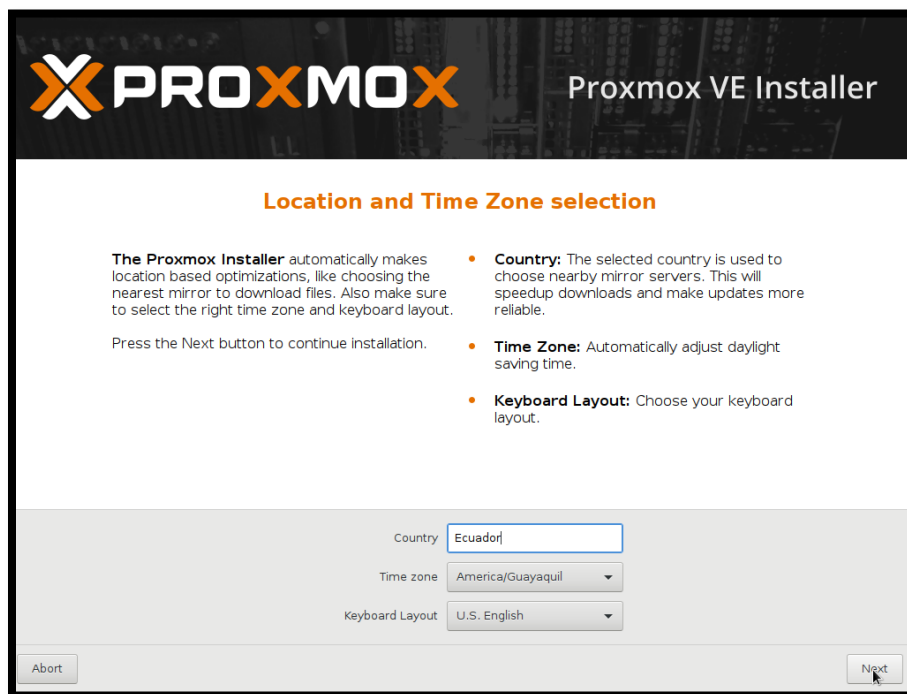 PROXMOX
Proxmox VE Installer
Location and Time Zone selection
The Proxmox Installer automatically makes
location based optimizations, like choosing the
nearest mirror to download files. Also make sure
to select the right time zone and keyboard layout.
Press the Next button to continue installation.
Country: The selected country is used to
choose nearby mirror servers. This will
speedup downloads and make updates more
reliable.
Time Zone: Automatically adjust daylight
saving time.
Keyboard Layout: Choose your keyboard
layout.
Country Ecuador
Time zone America/Guayaquil
Keyboard Layout U.S. English
Abort Next